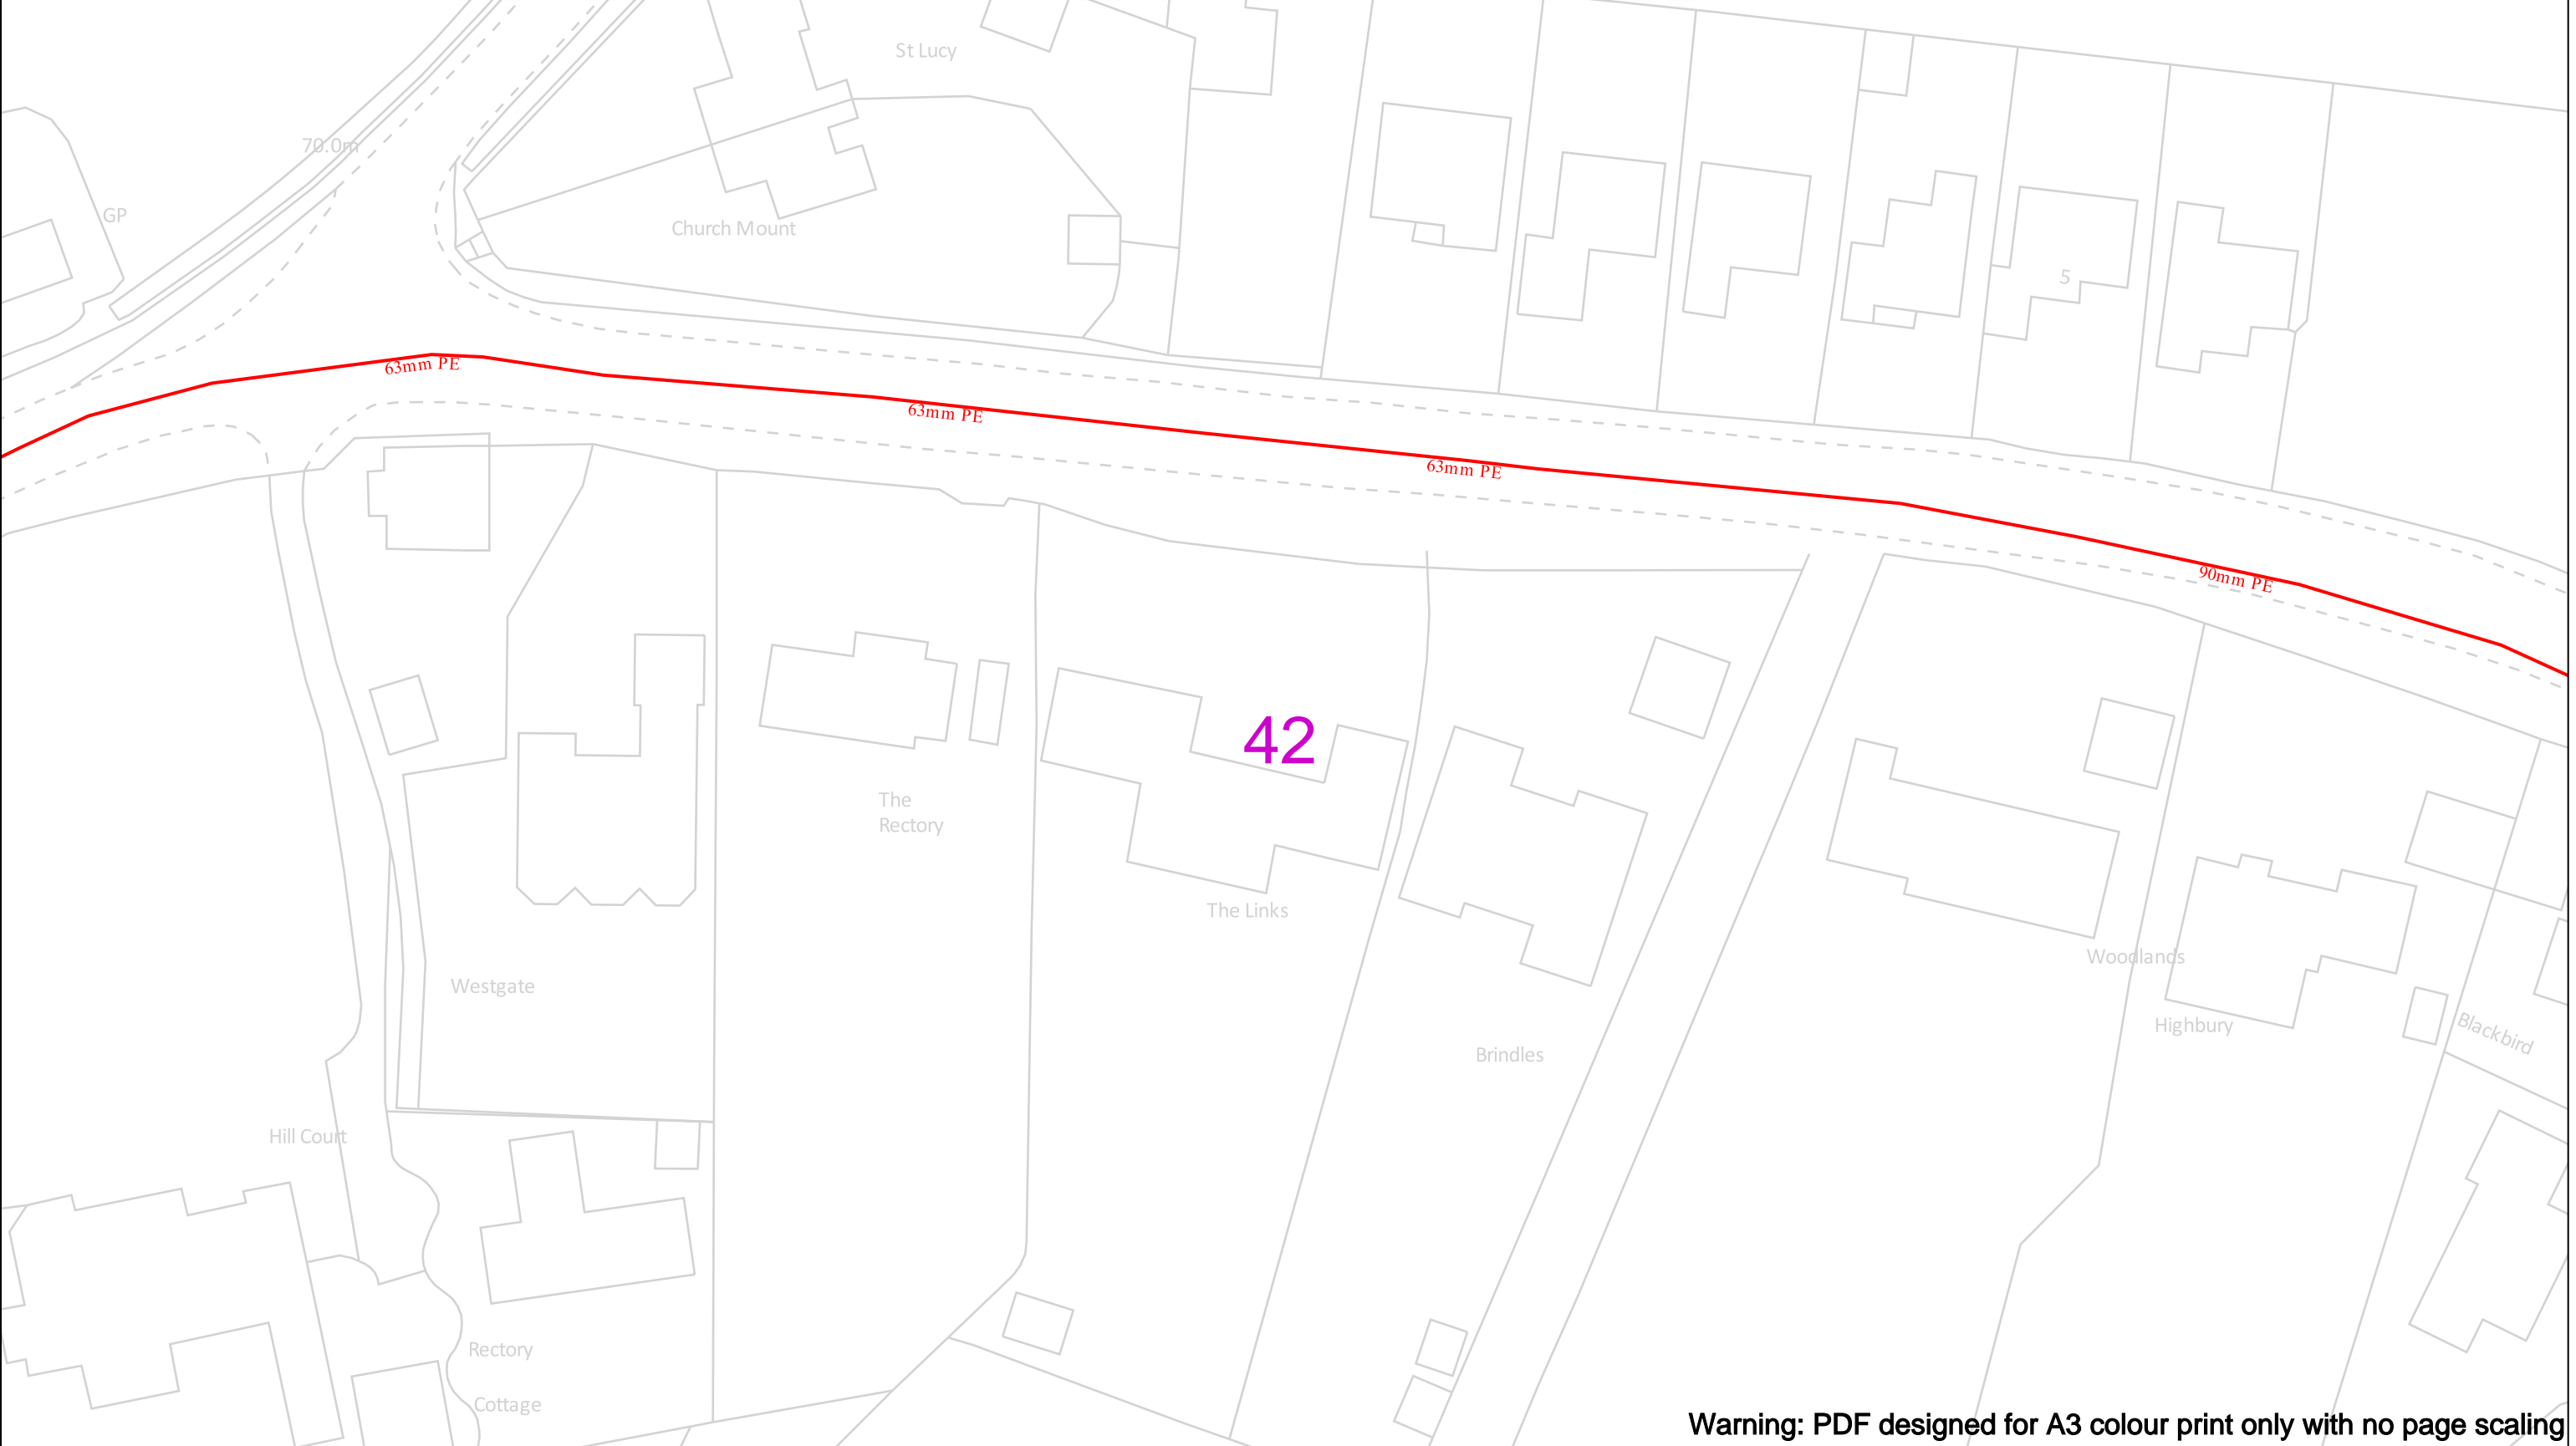 St Lucy
70.0m
GP
Church Mount
5
63mm PE
63mm PE
63mm PE
90mm PE
42
The
Rectory
The Links
Woodlands
Westgate
Highbury
Blackbird
Brindles
Hill Court
Rectory
Cottage
Warning: PDF designed for A3 colour print only with no page scaling